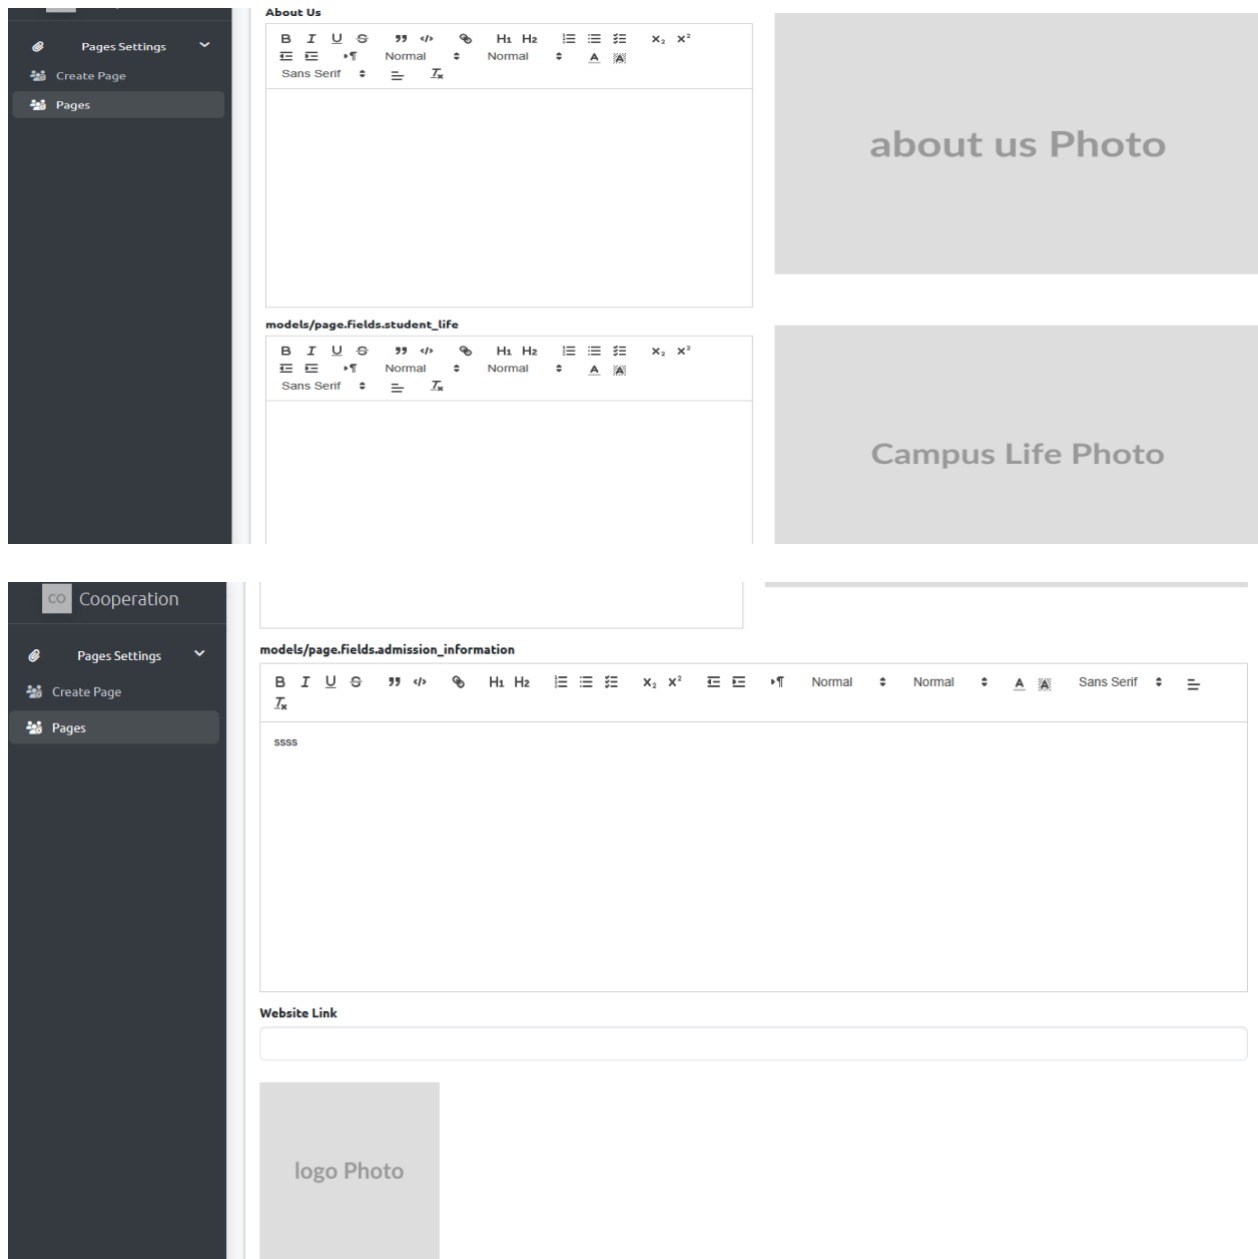 About Us
Pages Settings
Create Page
Pages
B I U S ” </> H1 H2 X₂ X²
Normal Normal A A
Sans Serif Tx
about us Photo
models/page.fields.student_life
B I U S ” </> H1 H2 X₂ X²
Normal Normal A A
Sans Serif Tx
Campus Life Photo
CO Cooperation
Pages Settings
Create Page
Pages
models/page.fields.admission_information
B I U S ” </> H1 H2 X₂ X² ¶ Normal Normal A A Sans Serif
Tx
ssss
Website Link
logo Photo